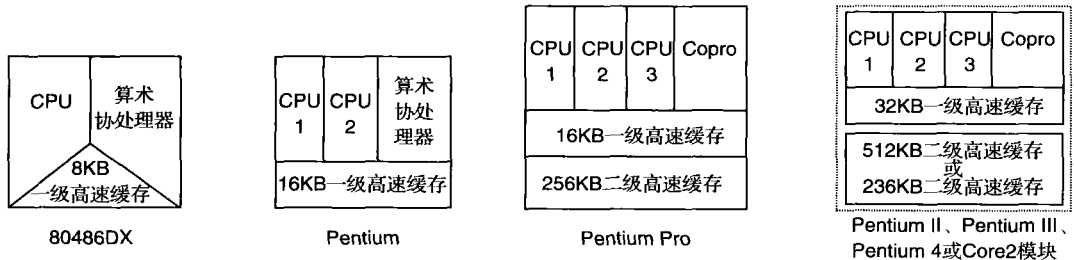 CPU
算术
协处理器
8KB
一级高速缓存
80486DX
CPU
1
CPU
2
算术
协处
理器
16KB一级高速缓存
Pentium
CPU
1
CPU
2
CPU
3
Copro
16KB一级高速缓存
256KB二级高速缓存
Pentium Pro
CPU
1
CPU
2
CPU
3
Copro
32KB一级高速缓存
512KB二级高速缓存
或
236KB二级高速缓存
Pentium II、Pentium III、
Pentium 4或Core2模块